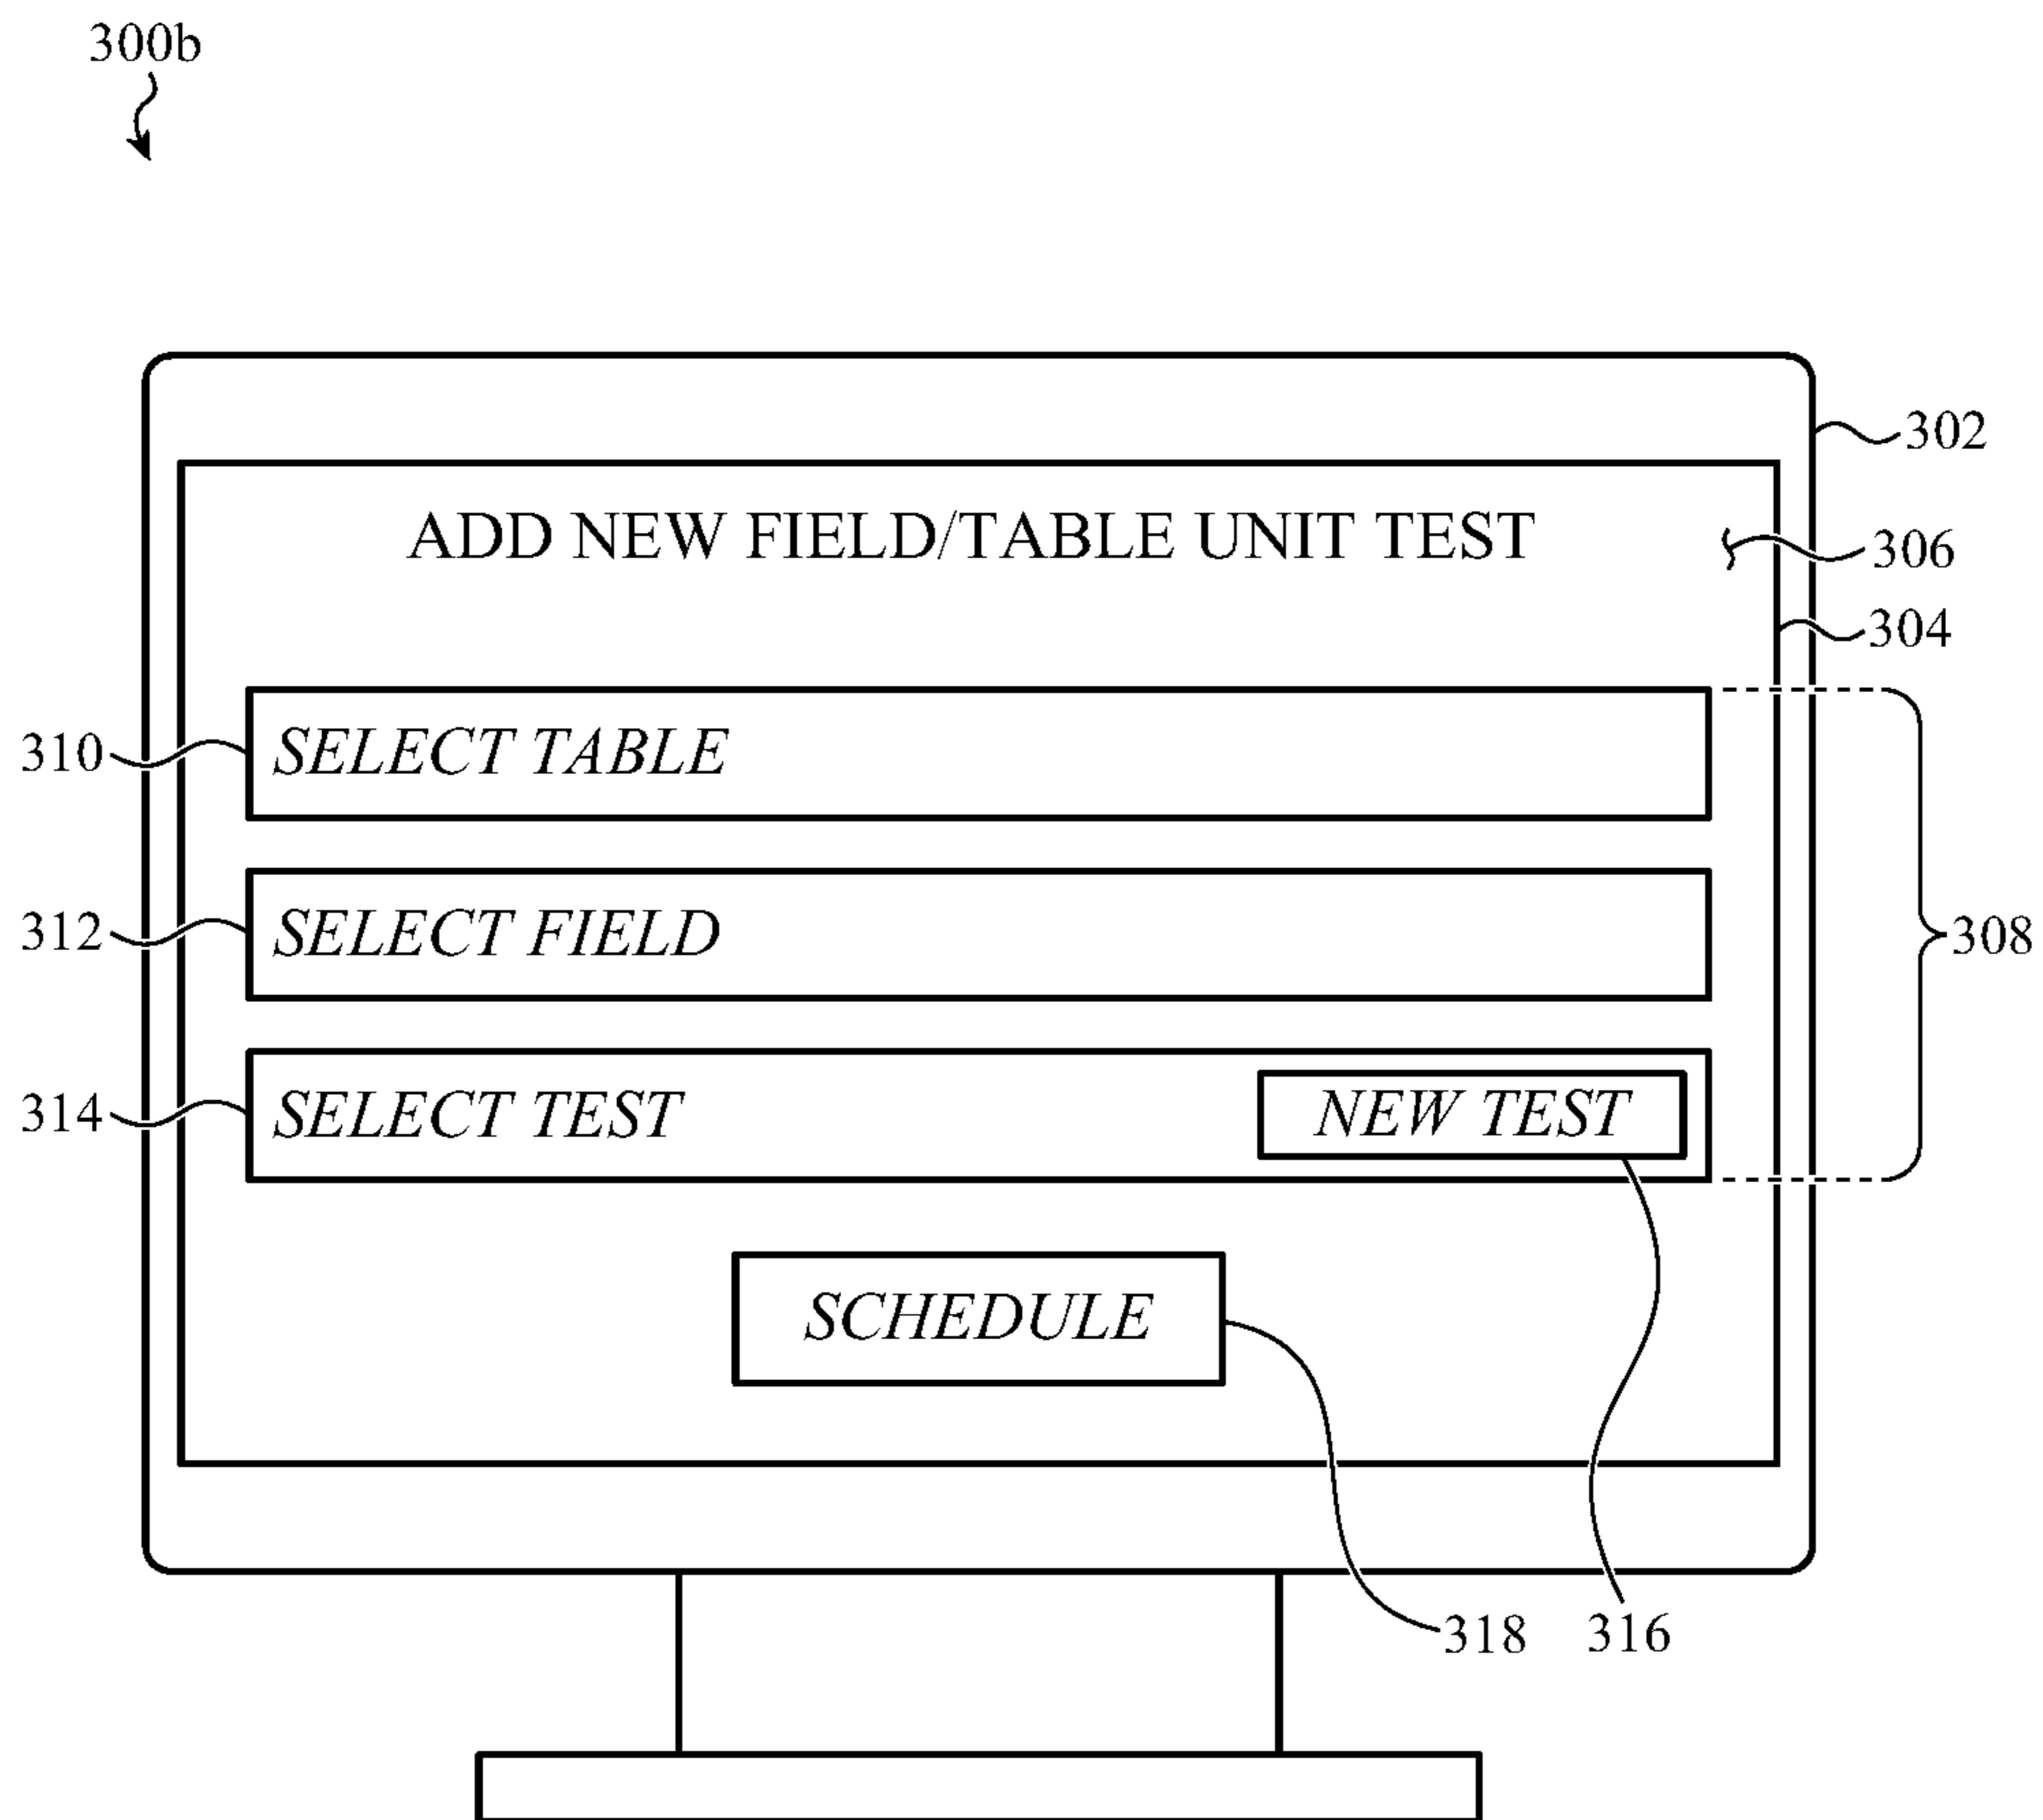 300b
302
ADD NEW FIELD/TABLE UNIT TEST
306
304
310
SELECT TABLE
312
SELECT FIELD
308
314
SELECT TEST
NEW TEST
SCHEDULE
318
316